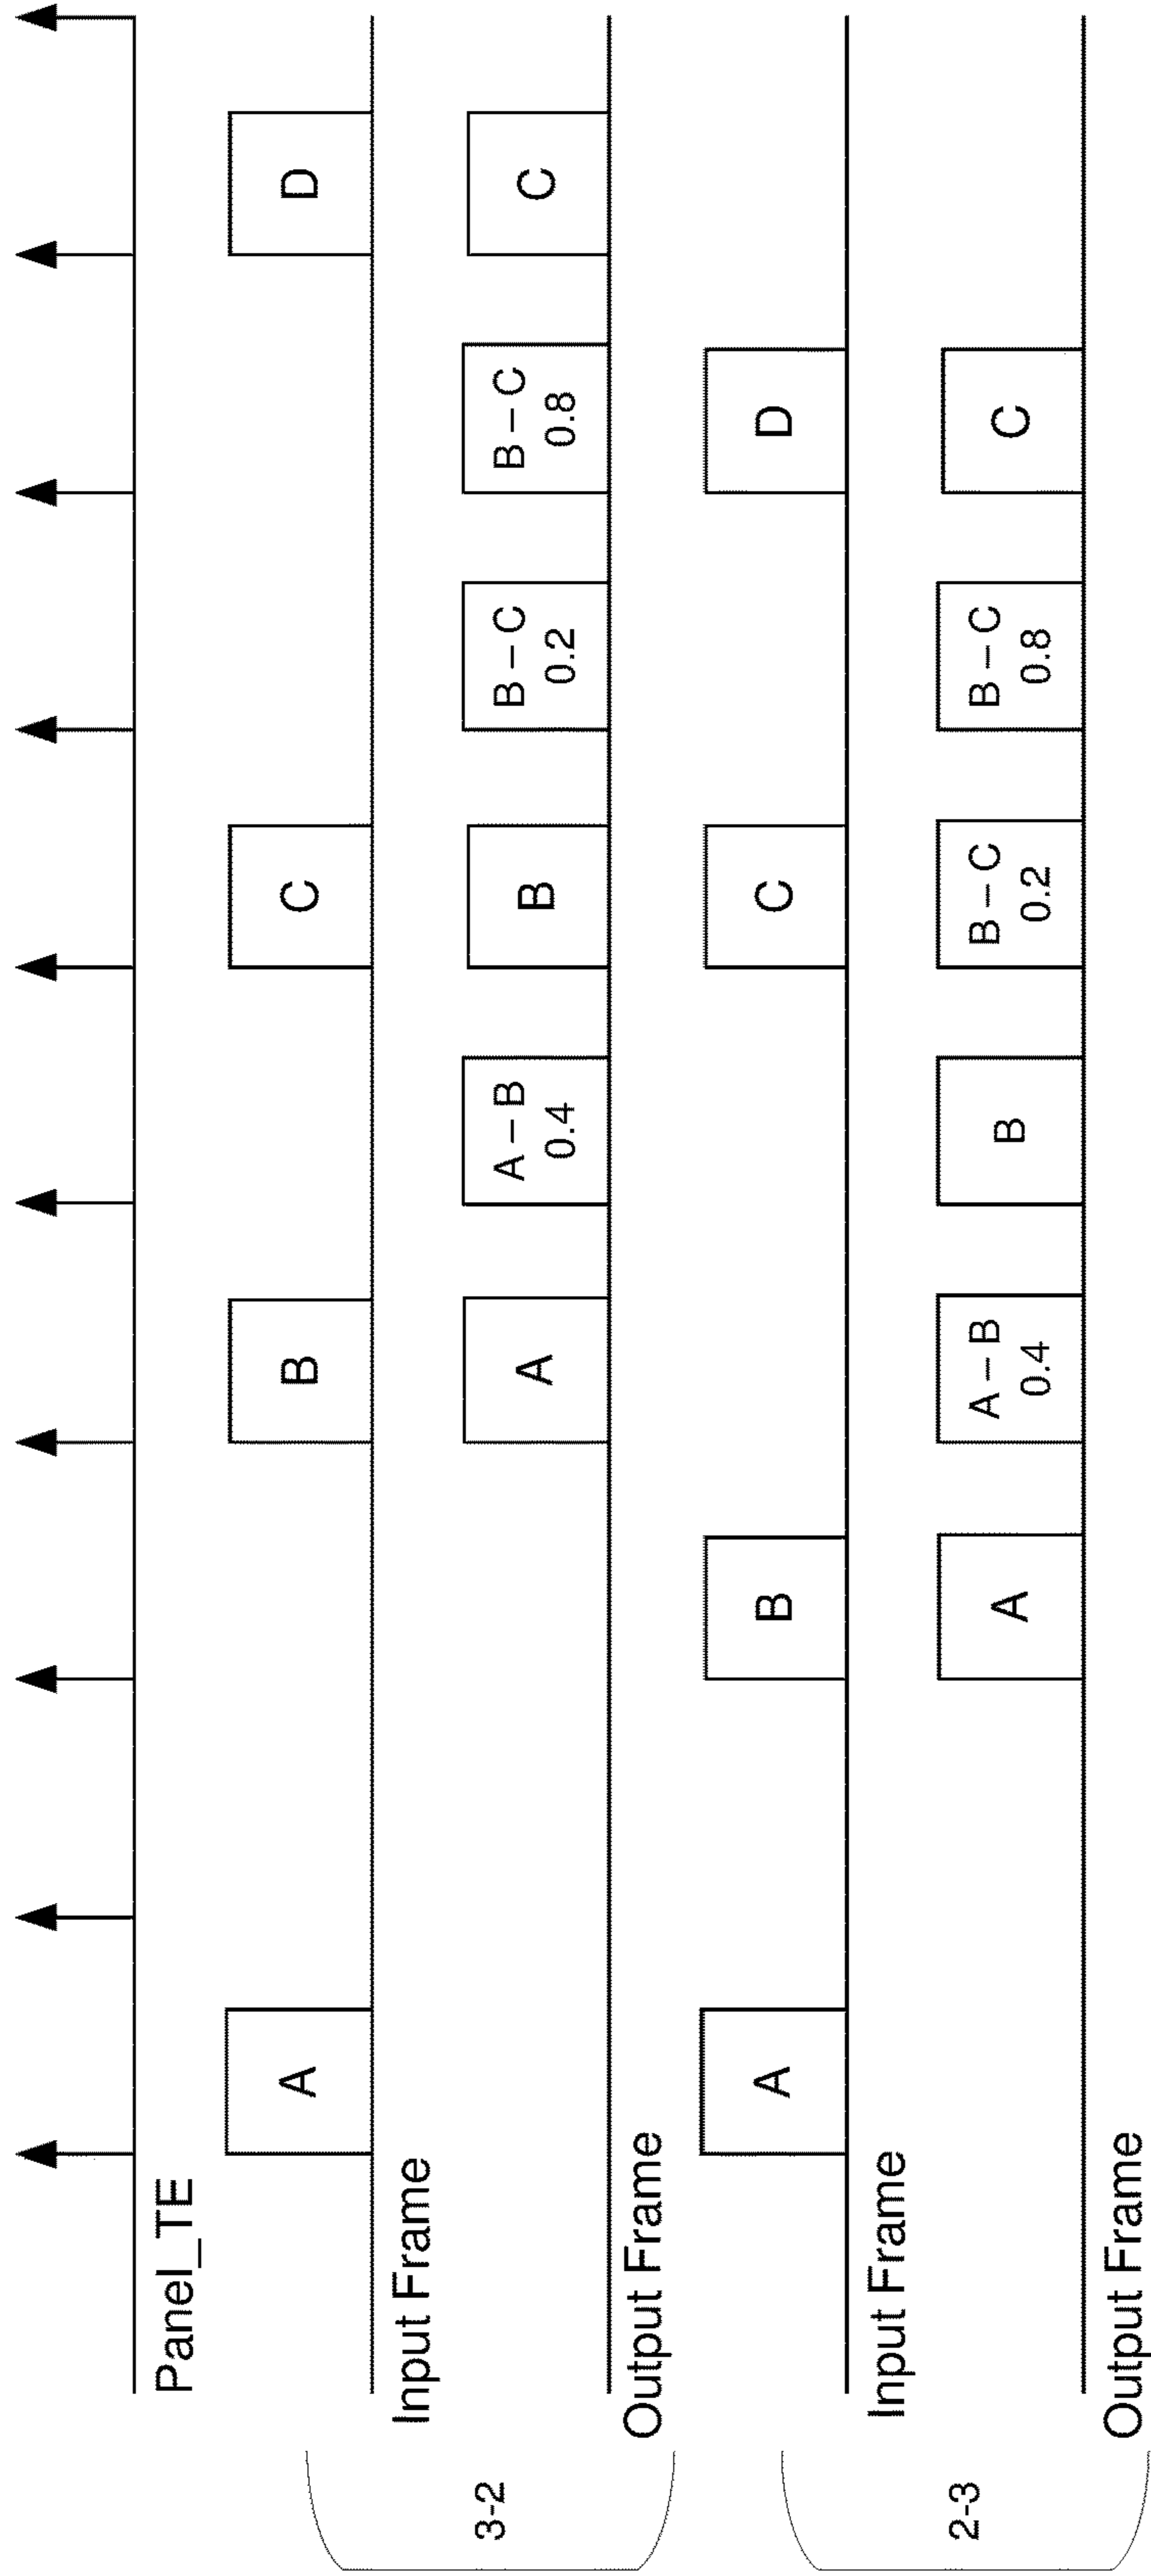 Panel_TE
3-2
A
B
C
D
Input Frame
A
A – B
0.4
B
B – C
0.2
B – C
0.8
C
Output Frame
2-3
A
B
C
D
Input Frame
A
A – B
0.4
B
B – C
0.2
B – C
0.8
C
Output Frame